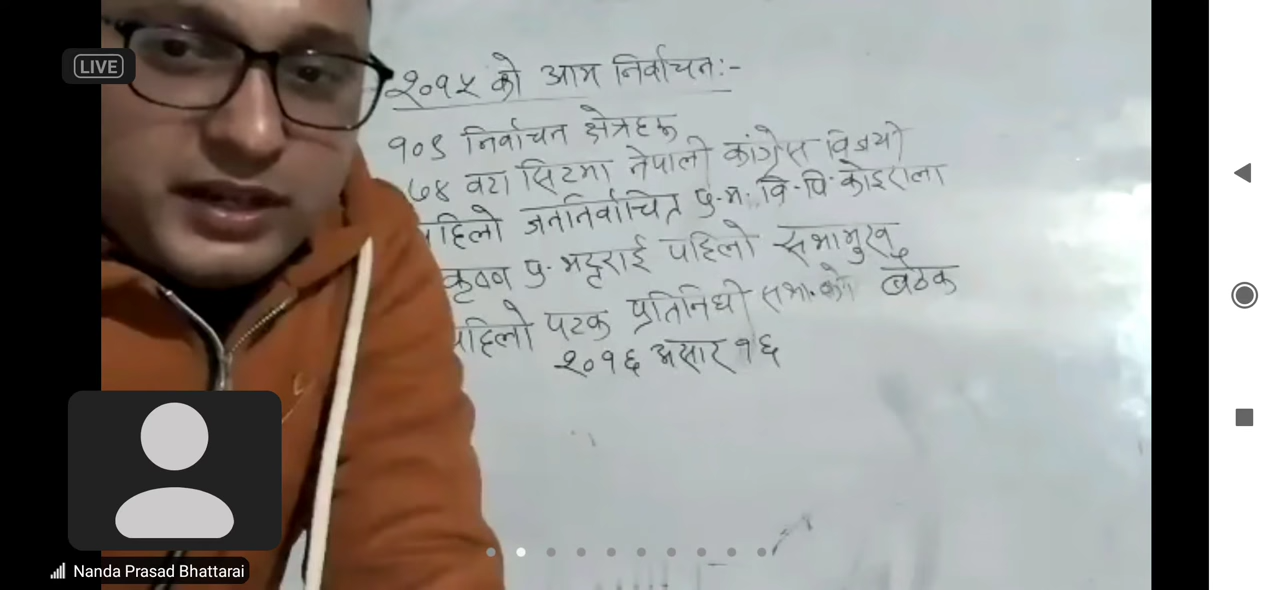 LIVE
२०१५ को आम निर्वाचन:-
१०९ निर्वाचन क्षेत्रहरू
७४ वटा सिटमा नेपाली कांग्रेस विजयी
पहिलो जननिर्वाचित प्र.म. वि.पि. कोइराला
कृष्ण प्र. भट्टराई पहिलो सभामुख
पहिलो पटक प्रतिनिधी सभाको बैठक
२०१६ असार १६
Nanda Prasad Bhattarai